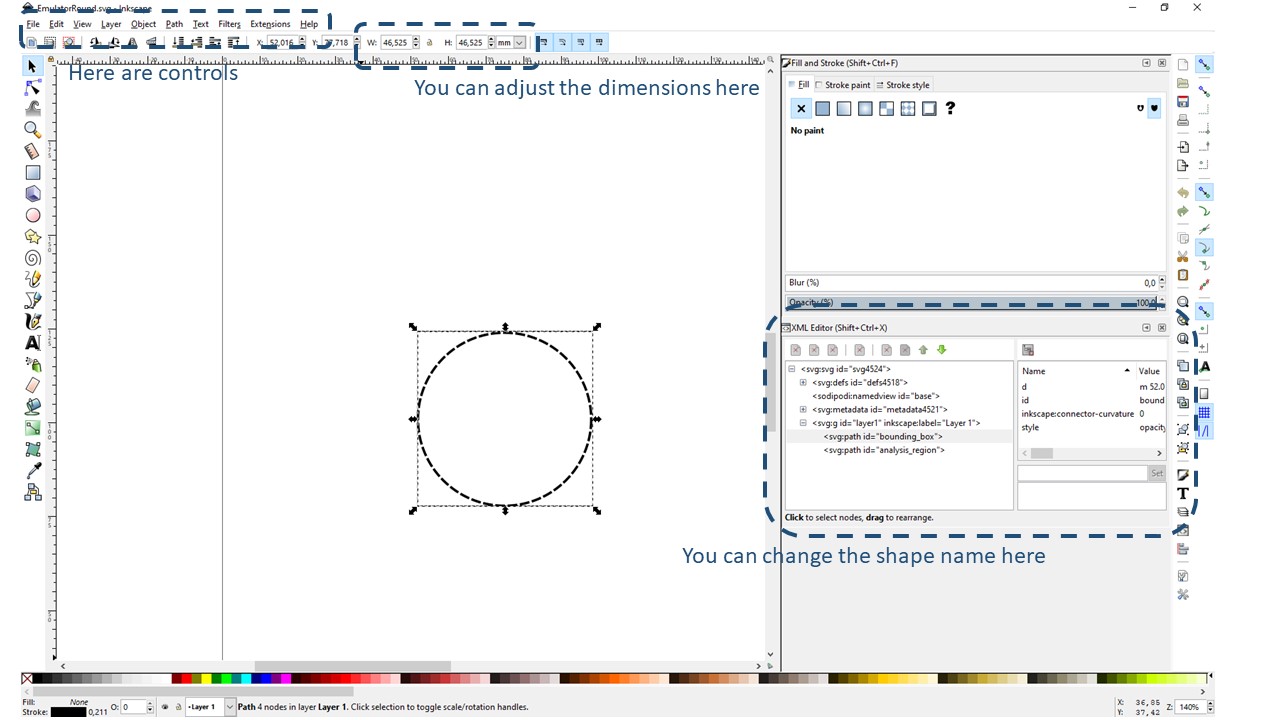 EmulatorRound.svg - Inkscape
File Edit View Layer Object Path Text Filters Extensions Help
X: 52,016 Y: 77,718 W: 46,525 H: 46,525 mm
Here are controls
You can adjust the dimensions here
Fill and Stroke (Shift+Ctrl+F)
Fill Stroke paint Stroke style
?
No paint
Blur (%) 0,0
Opacity (%) 100,0
XML Editor (Shift+Ctrl+X)
<svg:svg id="svg4524">
<svg:defs id="defs4518">
<sodipodi:namedview id="base">
<svg:metadata id="metadata4521">
<svg:g id="layer1" inkscape:label="Layer 1">
<svg:path id="bounding_box">
<svg:path id="analysis_region">
Name Value
d m 52.0
id bound
inkscape:connector-curvature 0
style opacity
Set
Click to select nodes, drag to rearrange.
You can change the shape name here
Fill: None
Stroke: 0,211
O: 0
•Layer 1
Path 4 nodes in layer Layer 1. Click selection to toggle scale/rotation handles.
X: 36,85
Y: 37,42
Z: 140%